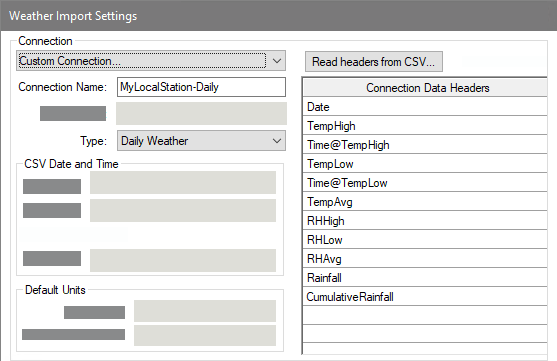 Weather Import Settings
Connection
Custom Connection...
Read headers from CSV...
Connection Name: MyLocalStation-Daily
Type: Daily Weather
CSV Date and Time
Default Units
Connection Data Headers
Date
TempHigh
Time@TempHigh
TempLow
Time@TempLow
TempAvg
RHHigh
RHLow
RHAvg
Rainfall
CumulativeRainfall